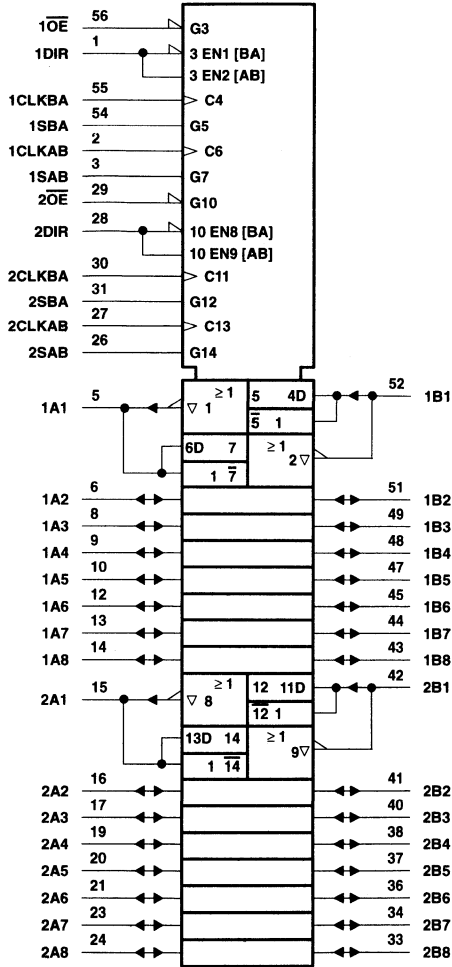 56
1O̅E̅ G3
1
1DIR 3 EN1 [BA]
3 EN2 [AB]
55
1CLKBA C4
54
1SBA G5
2
1CLKAB C6
3
1SAB G7
29
2O̅E̅ G10
28
2DIR 10 EN8 [BA]
10 EN9 [AB]
30
2CLKBA C11
31
2SBA G12
27
2CLKAB C13
26
2SAB G14
5 ≥ 1 5 4D 52
1A1 ▽ 1 5̅ 1 1B1
6D 7 ≥ 1
1 7̅ 2 ▽
6 51
1A2 1B2
8 49
1A3 1B3
9 48
1A4 1B4
10 47
1A5 1B5
12 45
1A6 1B6
13 44
1A7 1B7
14 43
1A8 1B8
15 ≥ 1 12 11D 42
2A1 ▽ 8 1̅2̅ 1 2B1
13D 14 ≥ 1
1 1̅4̅ 9 ▽
16 41
2A2 2B2
17 40
2A3 2B3
19 38
2A4 2B4
20 37
2A5 2B5
21 36
2A6 2B6
23 34
2A7 2B7
24 33
2A8 2B8